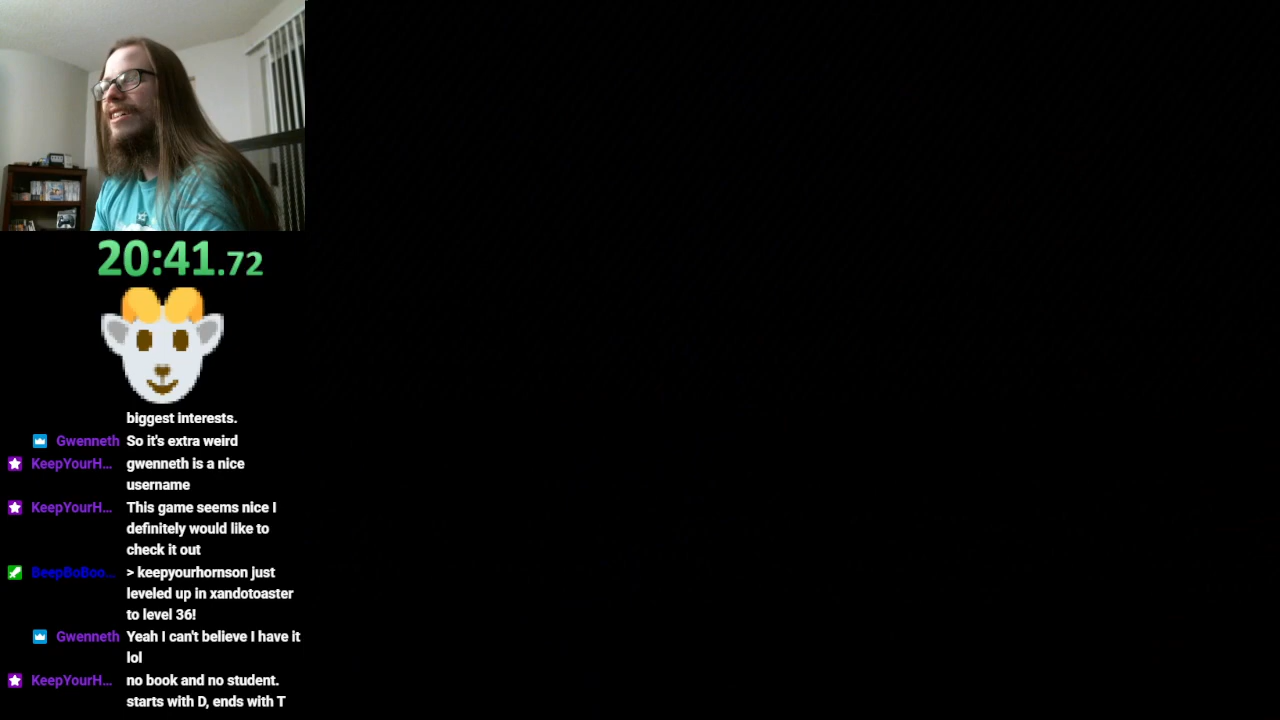 20:41.72
biggest interests.
Gwenneth So it's extra weird
KeepYourH... gwenneth is a nice
username
KeepYourH... This game seems nice I
definitely would like to
check it out
BeepBoBoo... > keepyourhornson just
leveled up in xandotoaster
to level 36!
Gwenneth Yeah I can't believe I have it
lol
KeepYourH... no book and no student.
starts with D, ends with T